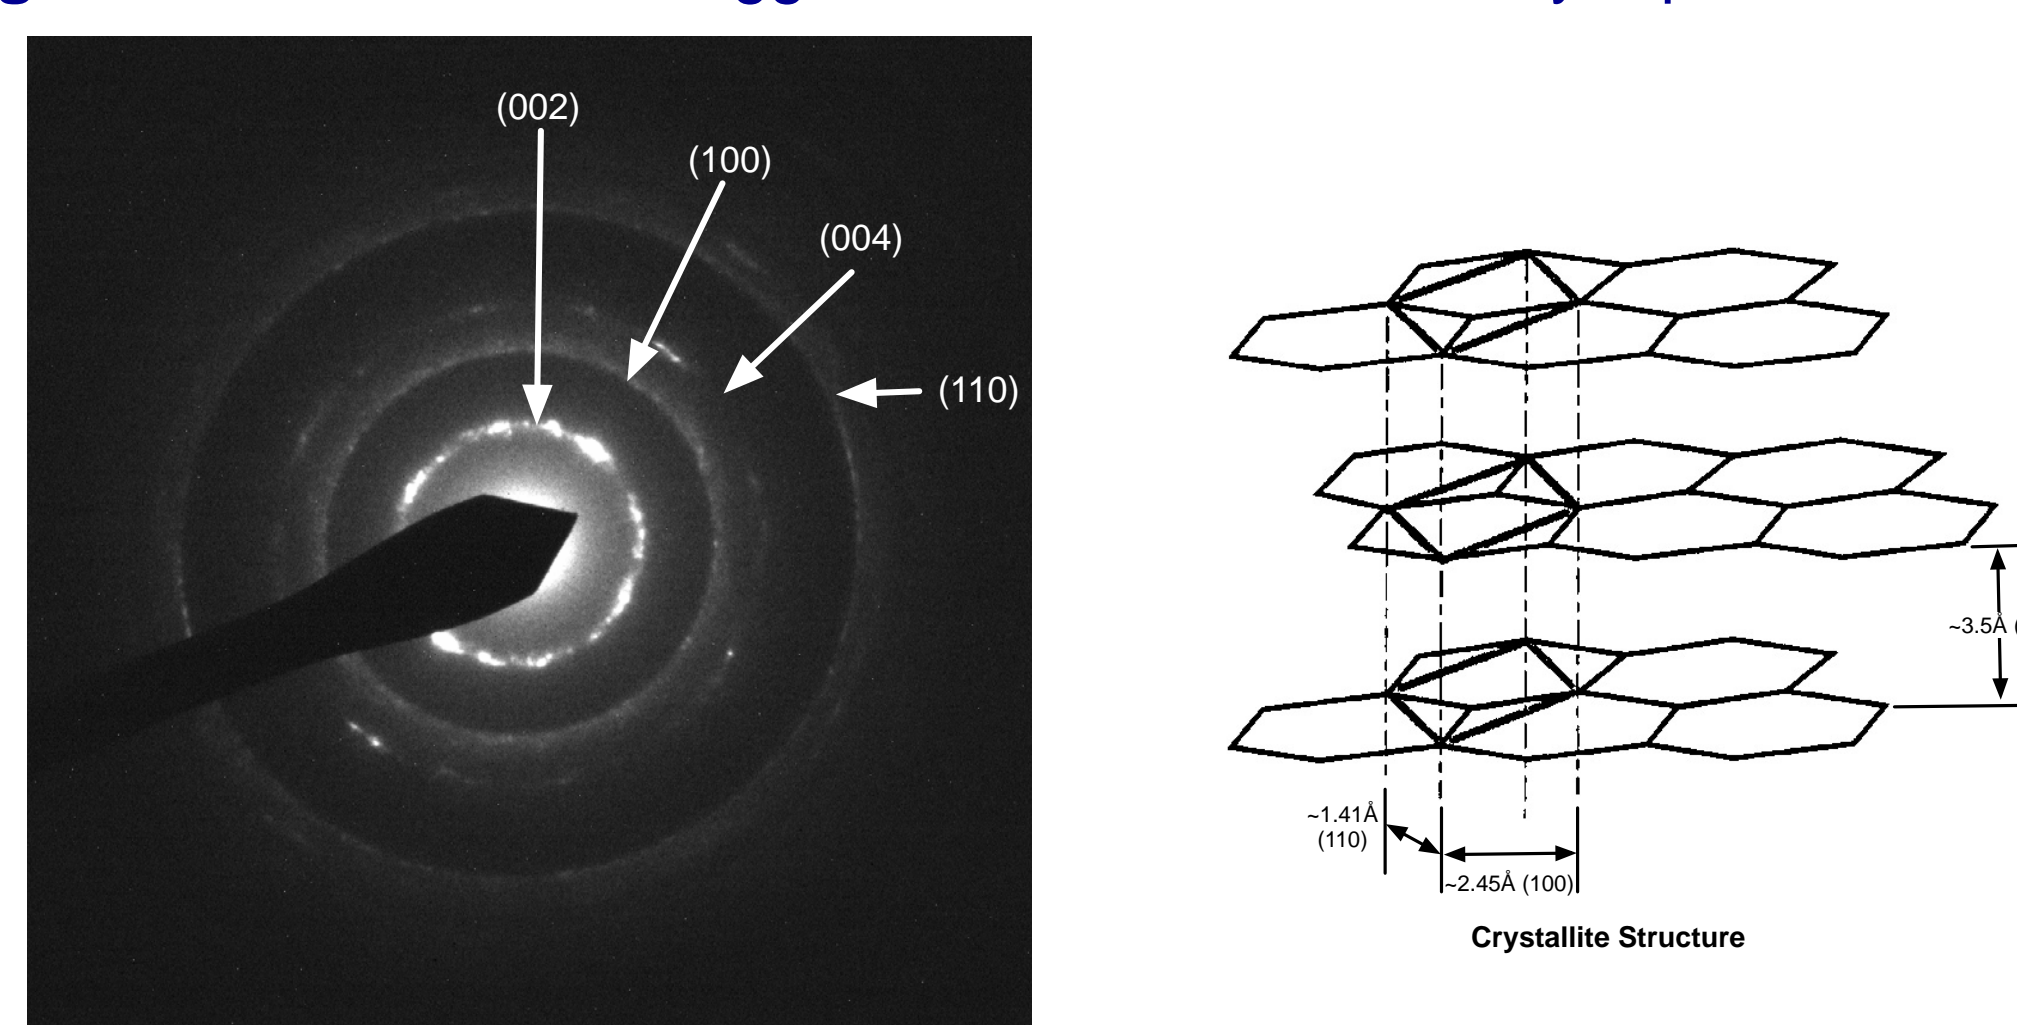 (002)
(100)
(004)
(110)
~3.5Å (
~1.41Å
(110)
~2.45Å (100)
Crystallite Structure